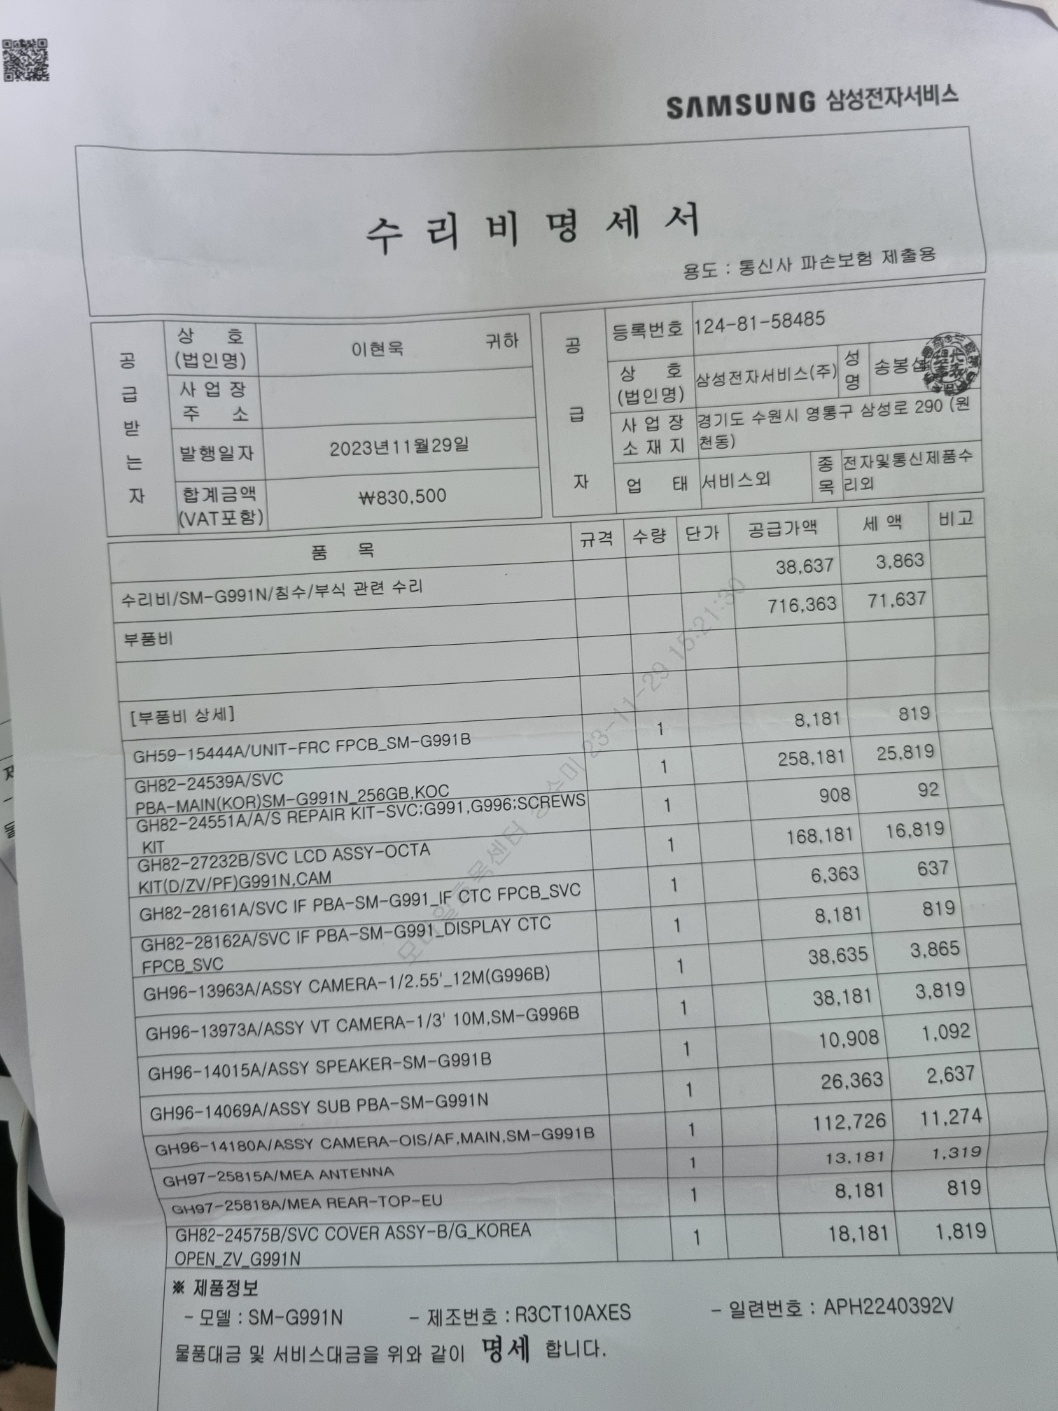 SAMSUNG 삼성전자서비스
수 리 비 명 세 서
용도 : 통신사 파손보험 제출용
공급받는자
상 호 (법인명) 이현욱 귀하
사 업 장 주 소
발행일자 2023년11월29일
합계금액 (VAT포함) ₩830,500
공급자
등록번호 124-81-58485
상 호 (법인명) 삼성전자서비스(주) 성명 송봉섭
사 업 장 소 재 지 경기도 수원시 영통구 삼성로 290 (원천동)
업 태 서비스외 종목 전자및통신제품수리외
품 목 규격 수량 단가 공급가액 세 액 비고
수리비/SM-G991N/침수/부식 관련 수리 38,637 3,863
부품비 716,363 71,637
[부품비 상세]
GH59-15444A/UNIT-FRC FPCB_SM-G991B 1 8,181 819
GH82-24539A/SVC
PBA-MAIN(KOR)SM-G991N_256GB,KOC 1 258,181 25,819
GH82-24551A/A/S REPAIR KIT-SVC;G991,G996;SCREWS
KIT 1 908 92
GH82-27232B/SVC LCD ASSY-OCTA
KIT(D/ZV/PF)G991N,CAM 1 168,181 16,819
GH82-28161A/SVC IF PBA-SM-G991_IF CTC FPCB_SVC 1 6,363 637
GH82-28162A/SVC IF PBA-SM-G991_DISPLAY CTC
FPCB_SVC 1 8,181 819
GH96-13963A/ASSY CAMERA-1/2.55'_12M(G996B) 1 38,635 3,865
GH96-13973A/ASSY VT CAMERA-1/3' 10M,SM-G996B 1 38,181 3,819
GH96-14015A/ASSY SPEAKER-SM-G991B 1 10,908 1,092
GH96-14069A/ASSY SUB PBA-SM-G991N 1 26,363 2,637
GH96-14180A/ASSY CAMERA-OIS/AF,MAIN,SM-G991B 1 112,726 11,274
GH97-25815A/MEA ANTENNA 1 13,181 1,319
GH97-25818A/MEA REAR-TOP-EU 1 8,181 819
GH82-24575B/SVC COVER ASSY-B/G_KOREA
OPEN_ZV_G991N 1 18,181 1,819
※ 제품정보
- 모델 : SM-G991N - 제조번호 : R3CT10AXES - 일련번호 : APH2240392V
물품대금 및 서비스대금을 위와 같이 명세 합니다.
23-11-29 15:21:30